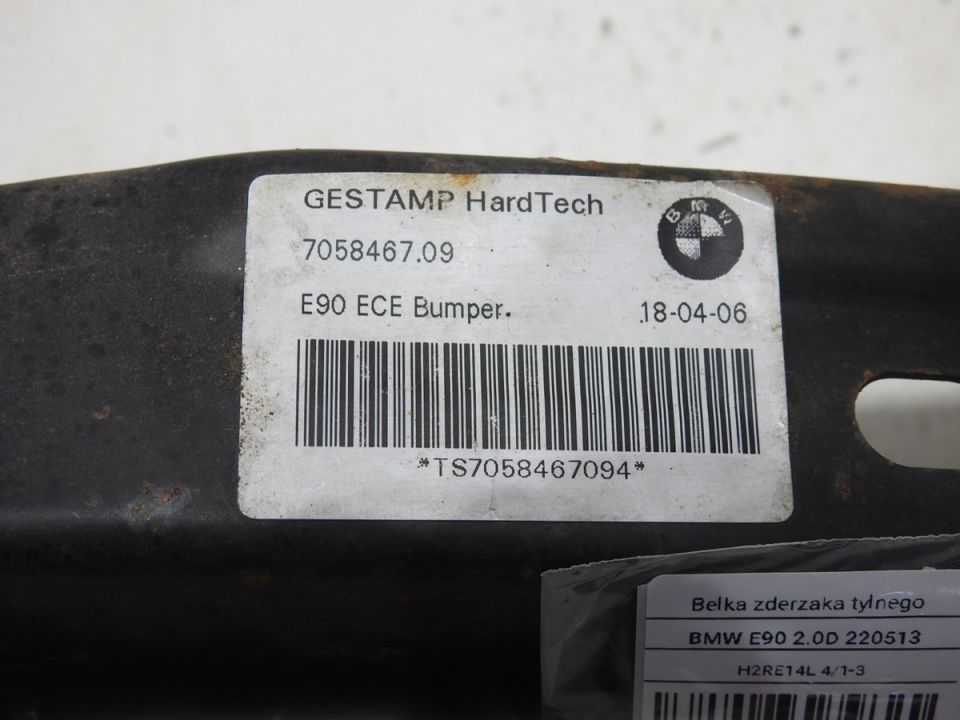 GESTAMP HardTech
BMW
7058467.09
E90 ECE Bumper.
18-04-06
*TS7058467094*
Belka zderzaka tylnego
BMW E90 2.0D 220513
H2RE14L 4/1-3